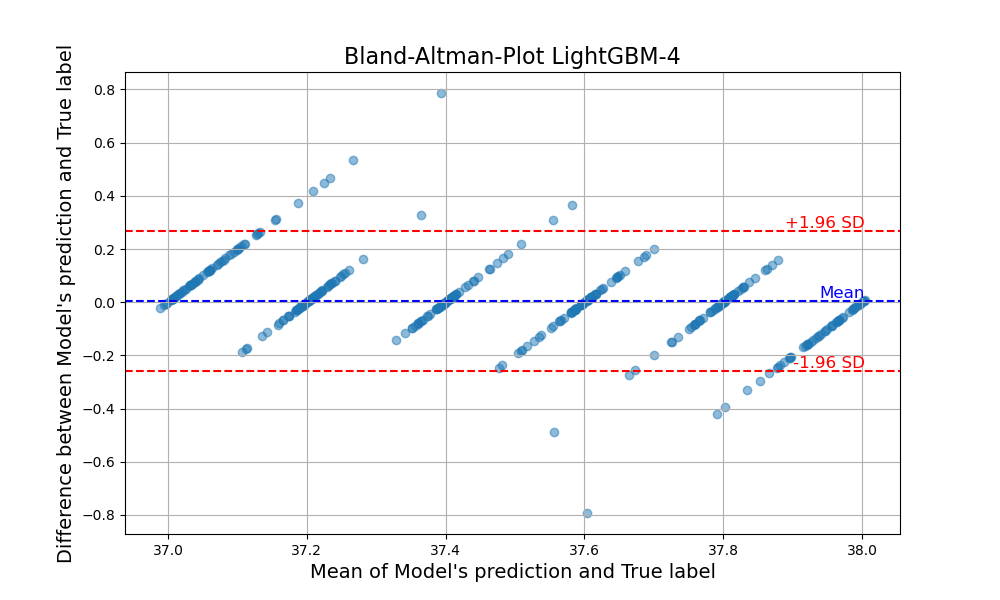 Bland-Altman-Plot LightGBM-4
Difference between Model's prediction and True label
0.8
0.6
0.4
0.2
0.0
−0.2
−0.4
−0.6
−0.8
+1.96 SD
Mean
-1.96 SD
37.0 37.2 37.4 37.6 37.8 38.0
Mean of Model's prediction and True label